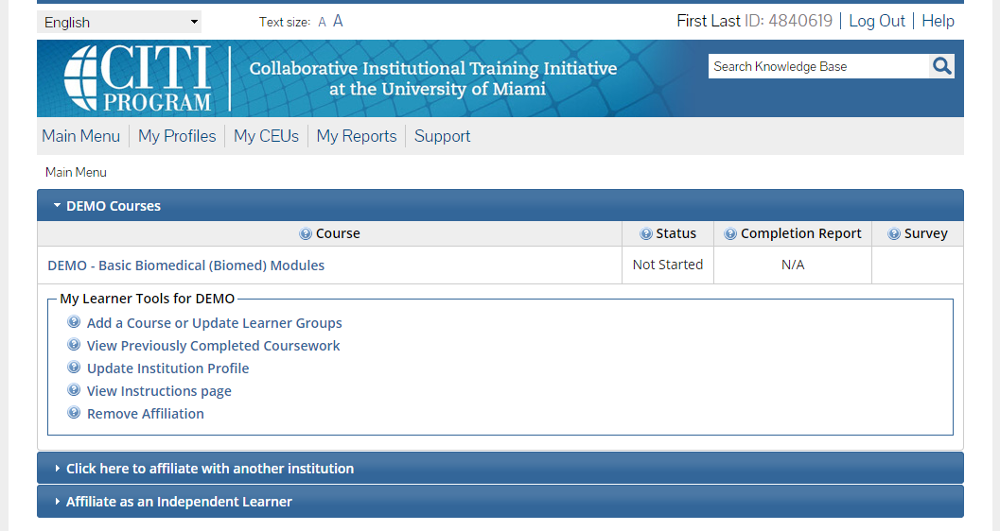 English Text size: A A First Last ID: 4840619 | Log Out | Help
CITI PROGRAM
Collaborative Institutional Training Initiative
at the University of Miami
Search Knowledge Base
Main Menu | My Profiles | My CEUs | My Reports | Support
Main Menu
DEMO Courses
? Course ? Status ? Completion Report ? Survey
DEMO - Basic Biomedical (Biomed) Modules Not Started N/A
My Learner Tools for DEMO
? Add a Course or Update Learner Groups
? View Previously Completed Coursework
? Update Institution Profile
? View Instructions page
? Remove Affiliation
Click here to affiliate with another institution
Affiliate as an Independent Learner